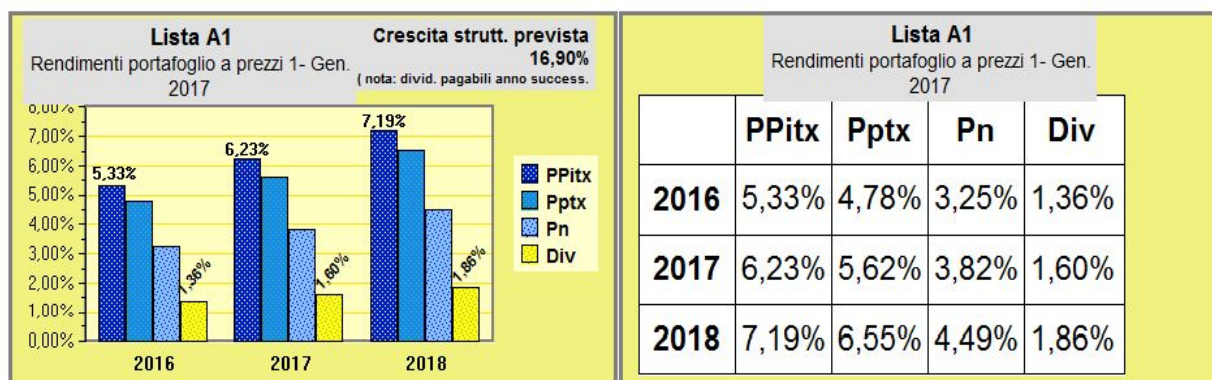 Lista A1
Rendimenti portafoglio a prezzi 1- Gen.
2017
Crescita strutt. prevista
16,90%
( nota: divid. pagabili anno success.
8,00%
7,00%
6,00%
5,00%
4,00%
3,00%
2,00%
1,00%
0,00%
5,33%
1,36%
6,23%
1,60%
7,19%
1,86%
2016 2017 2018
PPitx
Pptx
Pn
Div
Lista A1
Rendimenti portafoglio a prezzi 1- Gen.
2017
PPitx Pptx Pn Div
2016 5,33% 4,78% 3,25% 1,36%
2017 6,23% 5,62% 3,82% 1,60%
2018 7,19% 6,55% 4,49% 1,86%